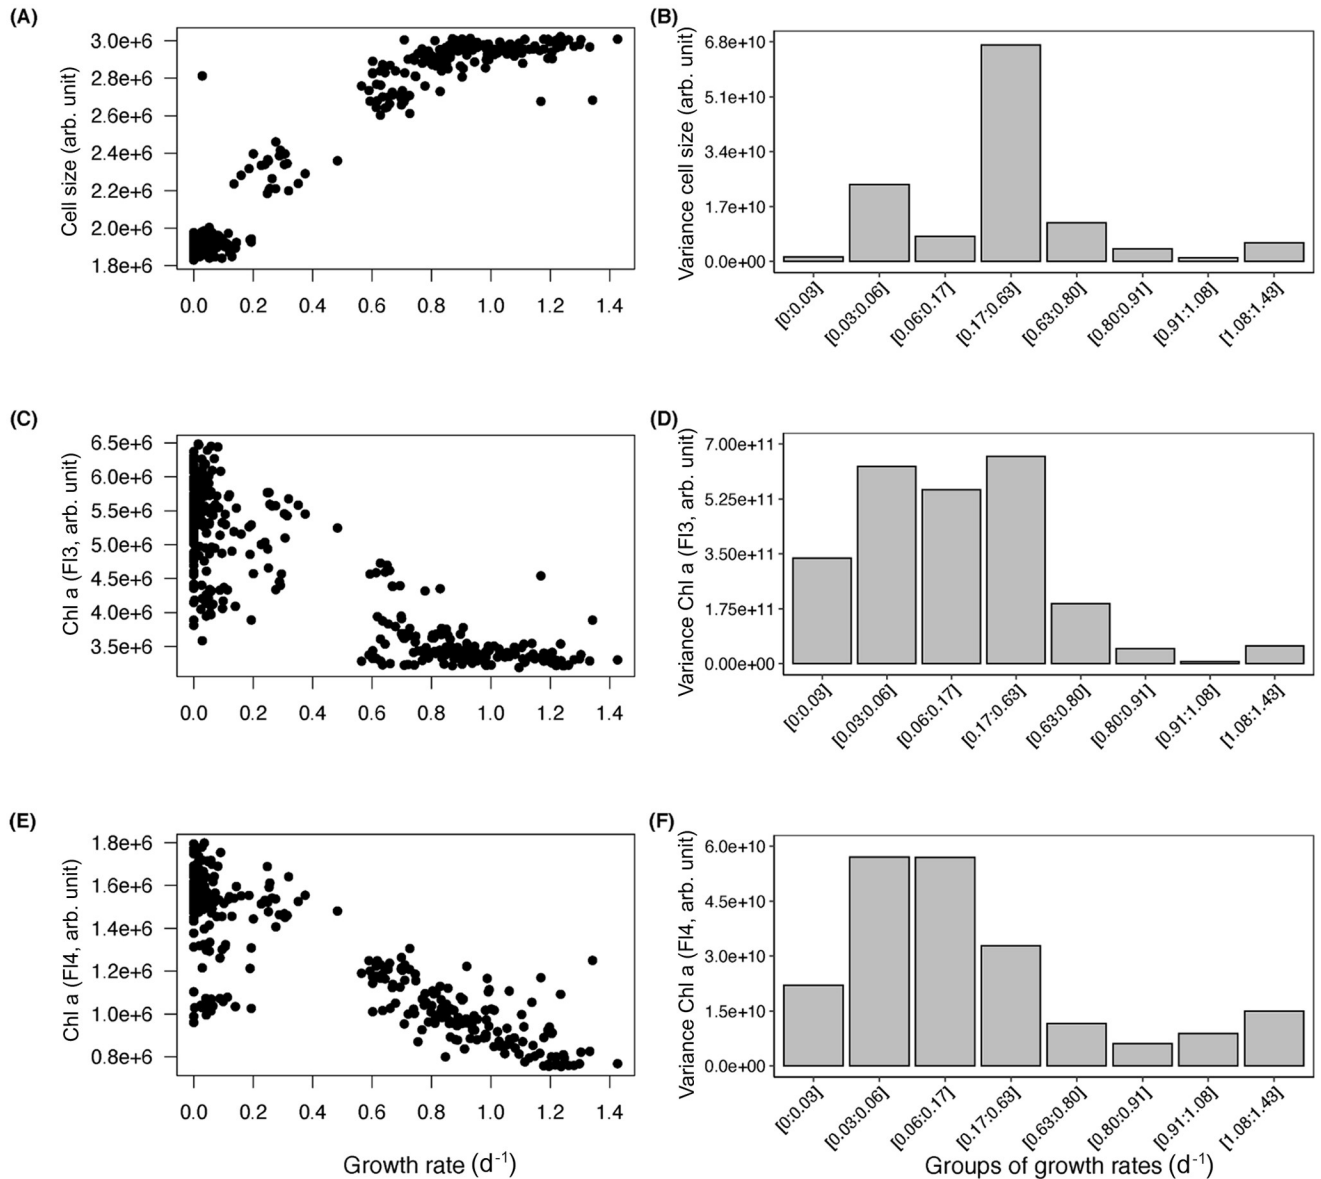 (A)
Cell size (arb. unit)
3.0e+6
2.8e+6
2.6e+6
2.4e+6
2.2e+6
2.0e+6
1.8e+6
0.0 0.2 0.4 0.6 0.8 1.0 1.2 1.4
(B)
Variance cell size (arb. unit)
6.8e+10
5.1e+10
3.4e+10
1.7e+10
0.0e+00
[0:0.03] [0.03:0.06] [0.06:0.17] [0.17:0.63] [0.63:0.80] [0.80:0.91] [0.91:1.08] [1.08:1.43]
(C)
Chl a (Fl3, arb. unit)
6.5e+6
6.0e+6
5.5e+6
5.0e+6
4.5e+6
4.0e+6
3.5e+6
0.0 0.2 0.4 0.6 0.8 1.0 1.2 1.4
(D)
Variance Chl a (Fl3, arb. unit)
7.00e+11
5.25e+11
3.50e+11
1.75e+11
0.00e+00
[0:0.03] [0.03:0.06] [0.06:0.17] [0.17:0.63] [0.63:0.80] [0.80:0.91] [0.91:1.08] [1.08:1.43]
(E)
Chl a (Fl4, arb. unit)
1.8e+6
1.6e+6
1.4e+6
1.2e+6
1.0e+6
0.8e+6
0.0 0.2 0.4 0.6 0.8 1.0 1.2 1.4
Growth rate (d⁻¹)
(F)
Variance Chl a (Fl4, arb. unit)
6.0e+10
4.5e+10
3.0e+10
1.5e+10
0.0e+00
[0:0.03] [0.03:0.06] [0.06:0.17] [0.17:0.63] [0.63:0.80] [0.80:0.91] [0.91:1.08] [1.08:1.43]
Groups of growth rates (d⁻¹)